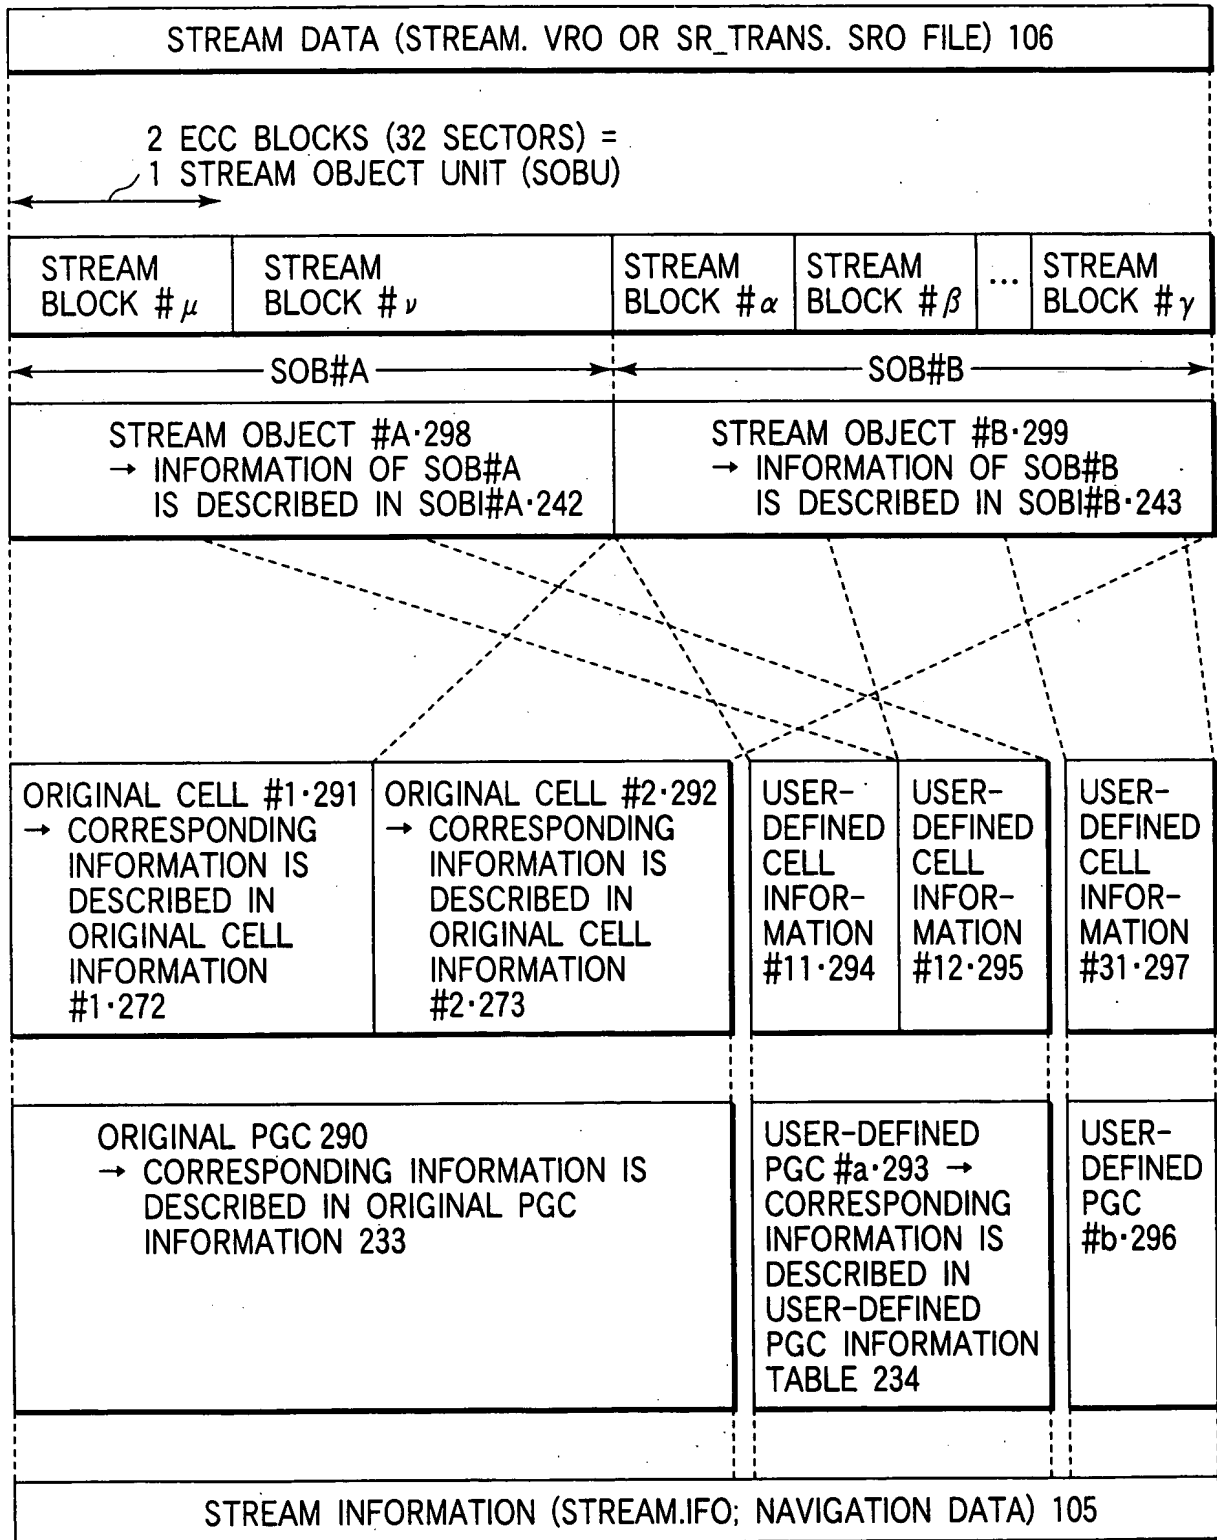 STREAM DATA (STREAM. VRO OR SR_TRANS. SRO FILE) 106
2 ECC BLOCKS (32 SECTORS) =
1 STREAM OBJECT UNIT (SOBU)
STREAM
BLOCK #μ
STREAM
BLOCK #ν
STREAM
BLOCK #α
STREAM
BLOCK #β
...
STREAM
BLOCK #γ
SOB#A
SOB#B
STREAM OBJECT #A·298
→ INFORMATION OF SOB#A
IS DESCRIBED IN SOBI#A·242
STREAM OBJECT #B·299
→ INFORMATION OF SOB#B
IS DESCRIBED IN SOBI#B·243
ORIGINAL CELL #1·291
→ CORRESPONDING
INFORMATION IS
DESCRIBED IN
ORIGINAL CELL
INFORMATION
#1·272
ORIGINAL CELL #2·292
→ CORRESPONDING
INFORMATION IS
DESCRIBED IN
ORIGINAL CELL
INFORMATION
#2·273
USER-
DEFINED
CELL
INFOR-
MATION
#11·294
USER-
DEFINED
CELL
INFOR-
MATION
#12·295
USER-
DEFINED
CELL
INFOR-
MATION
#31·297
ORIGINAL PGC 290
→ CORRESPONDING INFORMATION IS
DESCRIBED IN ORIGINAL PGC
INFORMATION 233
USER-DEFINED
PGC #a·293 →
CORRESPONDING
INFORMATION IS
DESCRIBED IN
USER-DEFINED
PGC INFORMATION
TABLE 234
USER-
DEFINED
PGC
#b·296
STREAM INFORMATION (STREAM.IFO; NAVIGATION DATA) 105